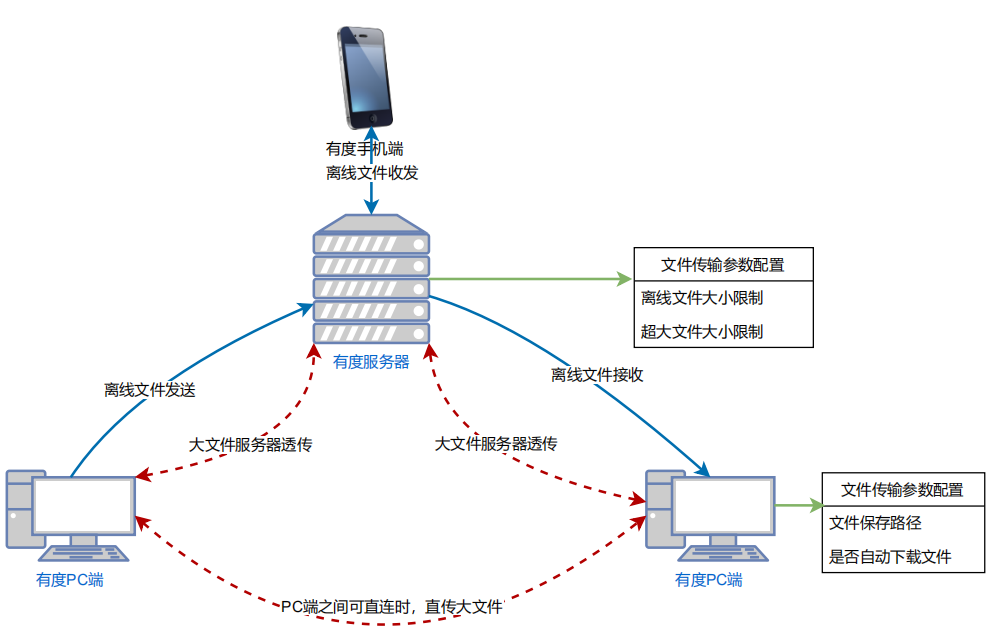 有度手机端
离线文件收发
文件传输参数配置
离线文件大小限制
超大文件大小限制
有度服务器
离线文件发送
离线文件接收
大文件服务器透传
大文件服务器透传
文件传输参数配置
文件保存路径
是否自动下载文件
有度PC端
有度PC端
PC端之间可直连时，直传大文件